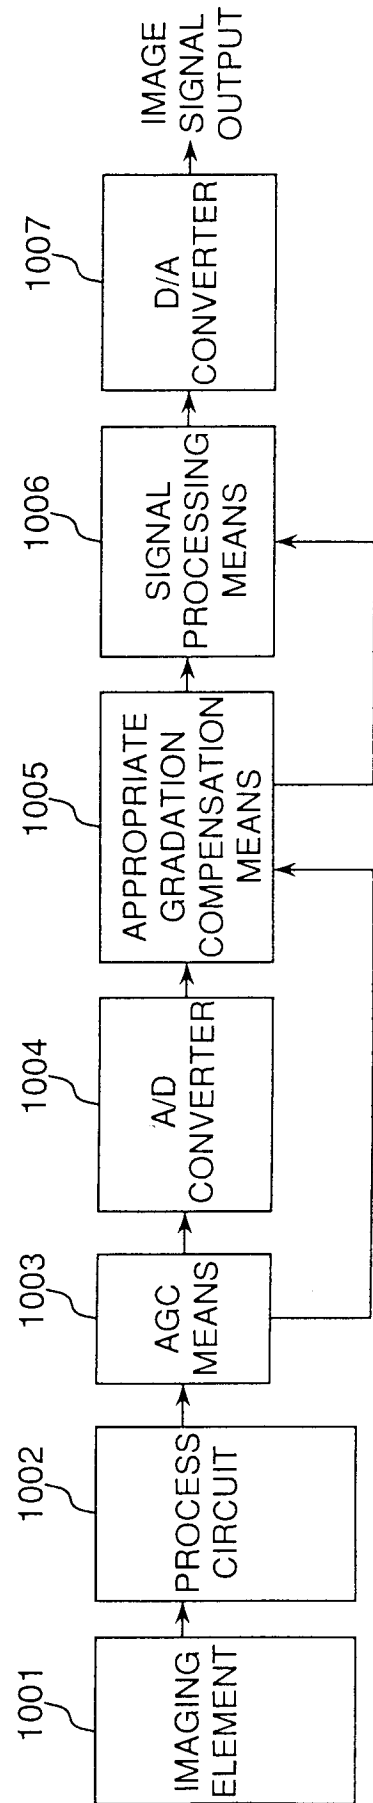 1001
IMAGING
ELEMENT
1002
PROCESS
CIRCUIT
1003
AGC
MEANS
1004
A/D
CONVERTER
1005
APPROPRIATE
GRADATION
COMPENSATION
MEANS
1006
SIGNAL
PROCESSING
MEANS
1007
D/A
CONVERTER
IMAGE
SIGNAL
OUTPUT